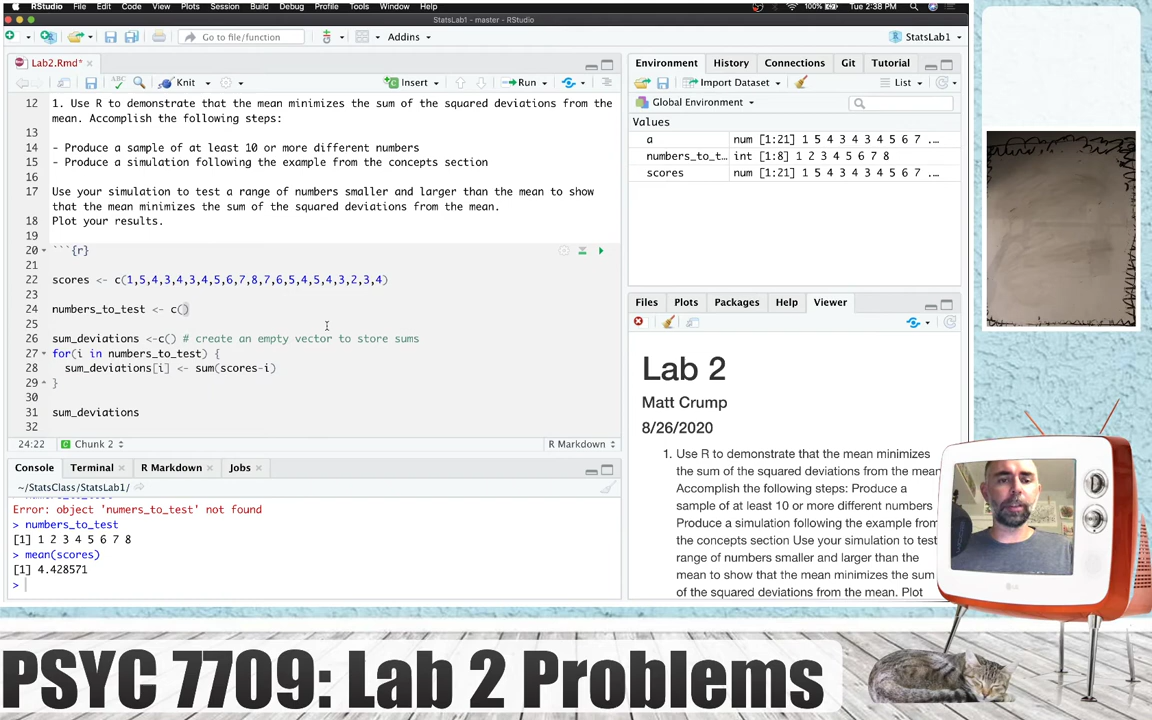 RStudio File Edit Code View Plots Session Build Debug Profile Tools Window Help 100% Tue 2:38 PM
StatsLab1 - master - RStudio
Go to file/function Addins StatsLab1
Lab2.Rmd*
ABC Knit Insert Run
12 1. Use R to demonstrate that the mean minimizes the sum of the squared deviations from the
mean. Accomplish the following steps:
13
14 - Produce a sample of at least 10 or more different numbers
15 - Produce a simulation following the example from the concepts section
16
17 Use your simulation to test a range of numbers smaller and larger than the mean to show
that the mean minimizes the sum of the squared deviations from the mean.
18 Plot your results.
19
20 ```{r}
21
22 scores <- c(1,5,4,3,4,3,4,5,6,7,8,7,6,5,4,5,4,3,2,3,4)
23
24 numbers_to_test <- c()
25
26 sum_deviations <-c() # create an empty vector to store sums
27 for(i in numbers_to_test) {
28 sum_deviations[i] <- sum(scores-i)
29 }
30
31 sum_deviations
32
24:22 Chunk 2 R Markdown
Console Terminal R Markdown Jobs
~/StatsClass/StatsLab1/
Error: object 'numers_to_test' not found
> numbers_to_test
[1] 1 2 3 4 5 6 7 8
> mean(scores)
[1] 4.428571
>
Environment History Connections Git Tutorial
Import Dataset List
Global Environment
Values
a num [1:21] 1 5 4 3 4 3 4 5 6 7 ...
numbers_to_t… int [1:8] 1 2 3 4 5 6 7 8
scores num [1:21] 1 5 4 3 4 3 4 5 6 7 ...
Files Plots Packages Help Viewer
Lab 2
Matt Crump
8/26/2020
1. Use R to demonstrate that the mean minimizes
the sum of the squared deviations from the mean
Accomplish the following steps: Produce a
sample of at least 10 or more different numbers
Produce a simulation following the example from
the concepts section Use your simulation to test
range of numbers smaller and larger than the
mean to show that the mean minimizes the sum
of the squared deviations from the mean. Plot
LG
PSYC 7709: Lab 2 Problems